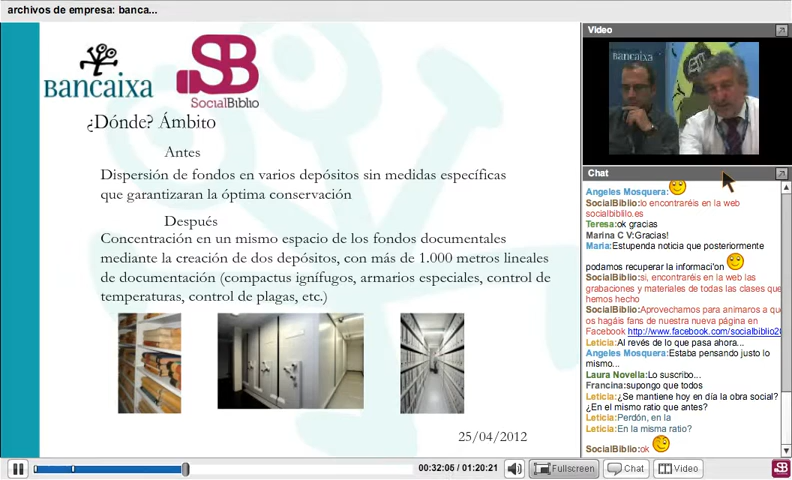 archivos de empresa: banca...
BANCAIXA
SB
SOCIALBIBLIO
¿Dónde? Ámbito
Antes
Dispersión de fondos en varios depósitos sin medidas específicas
que garantizaran la óptima conservación
Después
Concentración en un mismo espacio de los fondos documentales
mediante la creación de dos depósitos, con más de 1.000 metros lineales
de documentación (compactus ignífugos, armarios especiales, control de
temperaturas, control de plagas, etc.)
25/04/2012
Video
BANCAIXA
Chat
Angeles Mosquera:
SocialBiblio:lo encontraréis en la web
socialbiblilo.es
Teresa:ok gracias
Marina C V:Gracias!
Maria:Estupenda noticia que posteriormente
podamos recuperar la informaci'on
SocialBiblio:si, encontraréis en la web las
grabaciones y materiales de todas las clases que
hemos hecho
SocialBiblio:Aprovechamos para animaros a que
os hagáis fans de nuestra nueva página en
Facebook http://www.facebook.com/socialbiblio20
Leticia:Al revés de lo que pasa ahora...
Angeles Mosquera:Estaba pensando justo lo
mismo...
Laura Novella:Lo suscribo...
Francina:supongo que todos
Leticia:¿Se mantiene hoy en día la obra social?
¿En el mismo ratio que antes?
Leticia:Perdón, en la
Leticia:En la misma ratio?
SocialBiblio:ok
00:32:05 / 01:20:21
Fullscreen
Chat
Video
SB